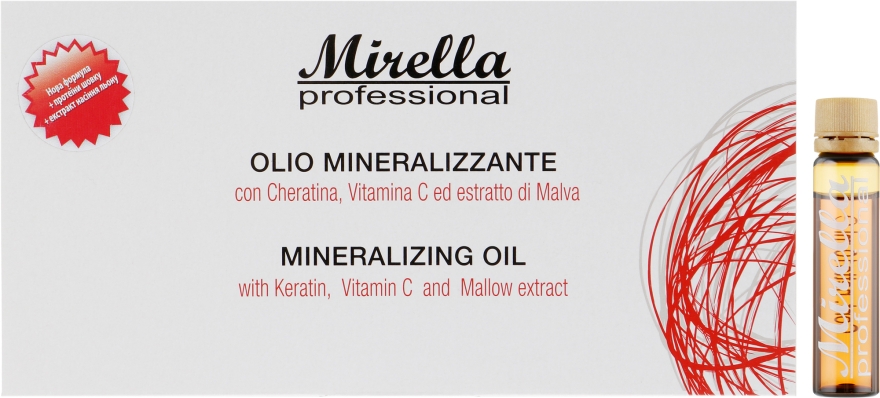 Нова формула
+ протеїни шовку
+ екстракт насіння льону
Mirella
professional
OLIO MINERALIZZANTE
con Cheratina, Vitamina C ed estratto di Malva
MINERALIZING OIL
with Keratin, Vitamin C and Mallow extract
Mirella
professional